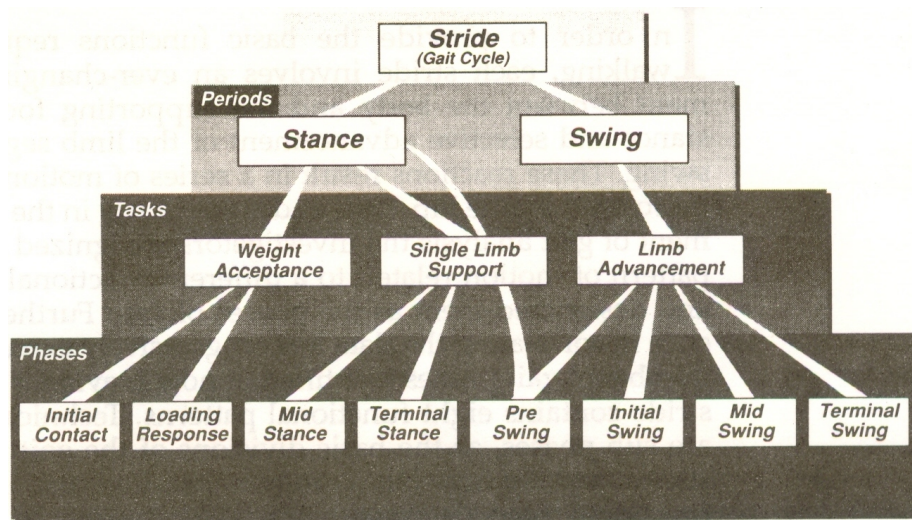 Stride
(Gait Cycle)
Periods
Stance
Swing
Tasks
Weight
Acceptance
Single Limb
Support
Limb
Advancement
Phases
Initial
Contact
Loading
Response
Mid
Stance
Terminal
Stance
Pre
Swing
Initial
Swing
Mid
Swing
Terminal
Swing